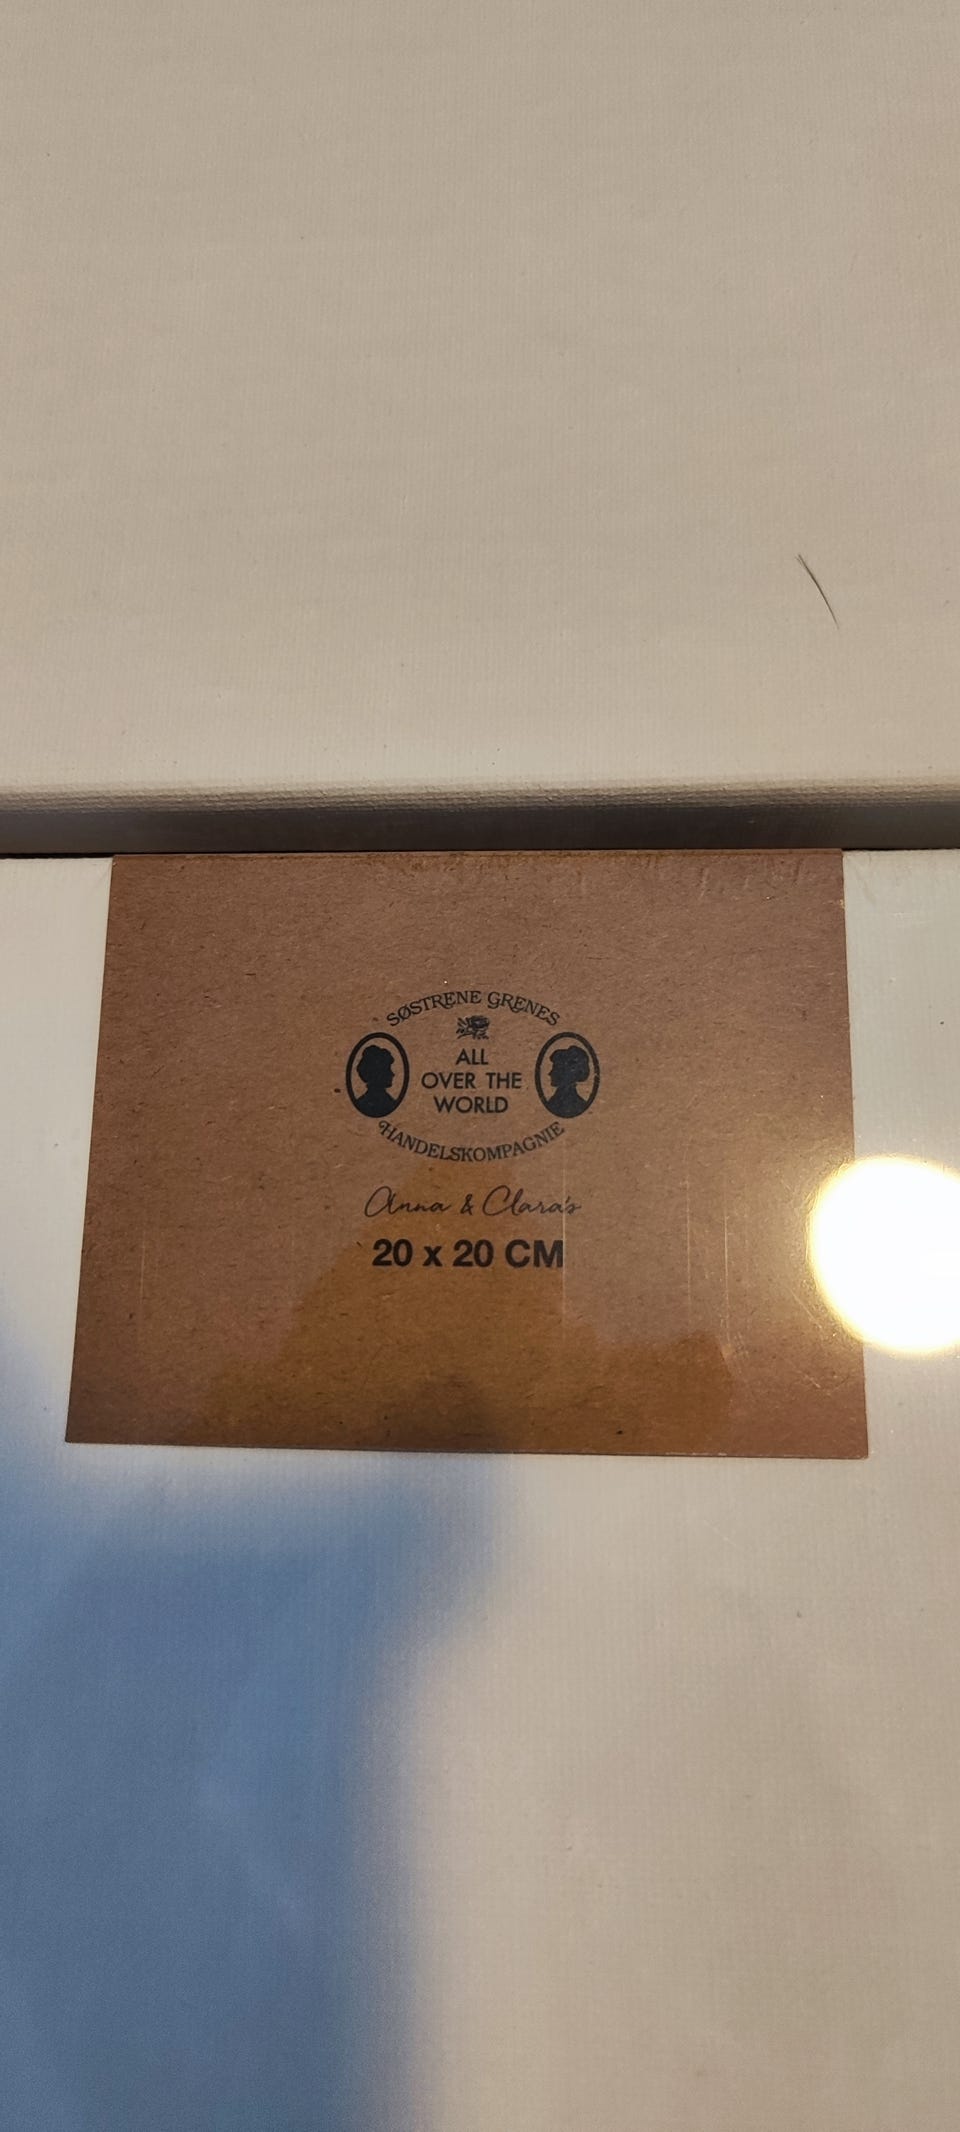 SØSTRENE GRENES
ALL
OVER THE
WORLD
HANDELSKOMPAGNIE
Anna & Clara's
20 x 20 CM